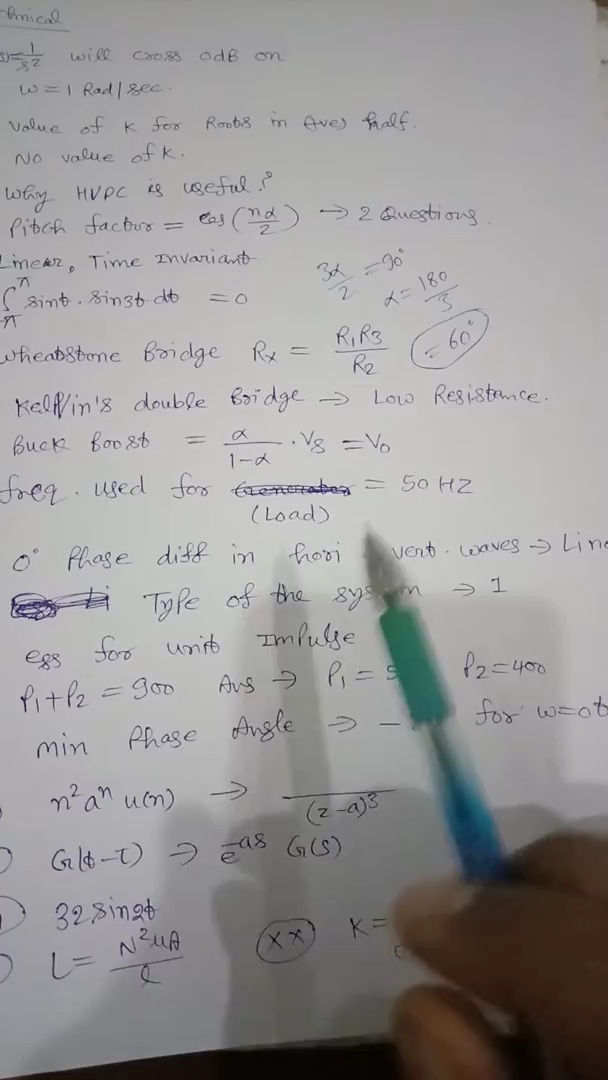 hnical
s)=1/s² will cross odB on
w=1 Rad/sec.
Value of K for Roots in (+ve) half.
No value of K.
Why HVDC is useful?
Pitch factor = Cos(nα/2) → 2 Questions.
Linear, Time Invariant
3α/2 = 90°
α = 180/3
= 60°
∫ π -π sint. sin3t dt = 0
Wheatstone Bridge Rx = R1R3/R2
Kelvin's double Bridge → Low Resistance.
Buck Boost = α/1-α . Vs = Vo
freq. used for = 50 HZ
(Load)
0° Phase diff in hori vert. waves → Lin
Type of the system → 1
ess for unit Impulse
P1+P2 = 900 Ans → P1 = 5 P2=400
min Phase Angle → - for w=0 t
n²aⁿ u(n) → /(z-a)³
G(t-τ) → e^-as G(s)
32 sin2t
L = N²uA/l
XX K=